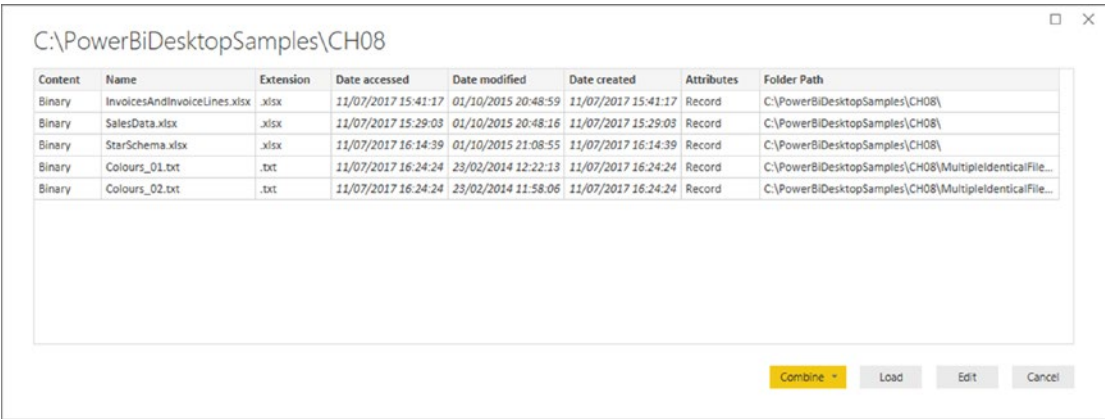 C:\PowerBiDesktopSamples\CH08
Content Name Extension Date accessed Date modified Date created Attributes Folder Path
Binary InvoicesAndInvoiceLines.xlsx .xlsx 11/07/2017 15:41:17 01/10/2015 20:48:59 11/07/2017 15:41:17 Record C:\PowerBiDesktopSamples\CH08\
Binary SalesData.xlsx .xlsx 11/07/2017 15:29:03 01/10/2015 20:48:16 11/07/2017 15:29:03 Record C:\PowerBiDesktopSamples\CH08\
Binary StarSchema.xlsx .xlsx 11/07/2017 16:14:39 01/10/2015 21:08:55 11/07/2017 16:14:39 Record C:\PowerBiDesktopSamples\CH08\
Binary Colours_01.txt .txt 11/07/2017 16:24:24 23/02/2014 12:22:13 11/07/2017 16:24:24 Record C:\PowerBiDesktopSamples\CH08\MultipleIdenticalFile...
Binary Colours_02.txt .txt 11/07/2017 16:24:24 23/02/2014 11:58:06 11/07/2017 16:24:24 Record C:\PowerBiDesktopSamples\CH08\MultipleIdenticalFile...
Combine Load Edit Cancel